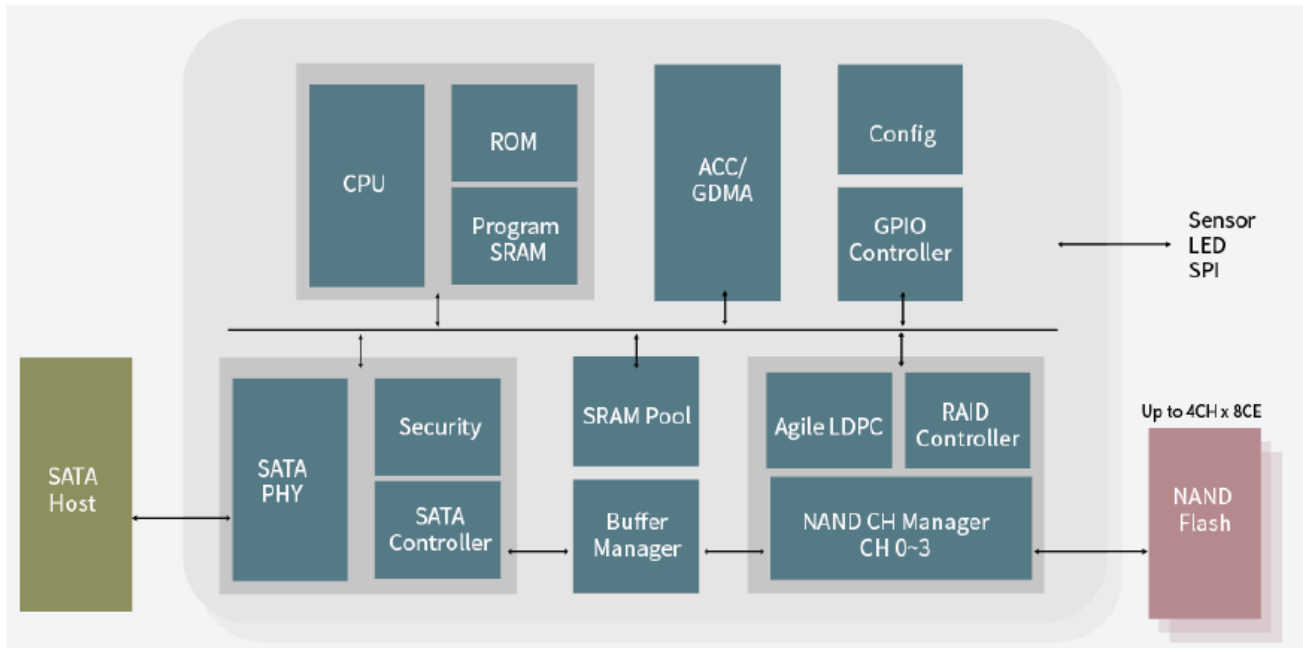 CPU
ROM
Program
SRAM
ACC/
GDMA
Config
GPIO
Controller
Sensor
LED
SPI
SATA
Host
SATA
PHY
Security
SATA
Controller
SRAM Pool
Buffer
Manager
Agile LDPC
RAID
Controller
NAND CH Manager
CH 0~3
Up to 4CH x 8CE
NAND
Flash